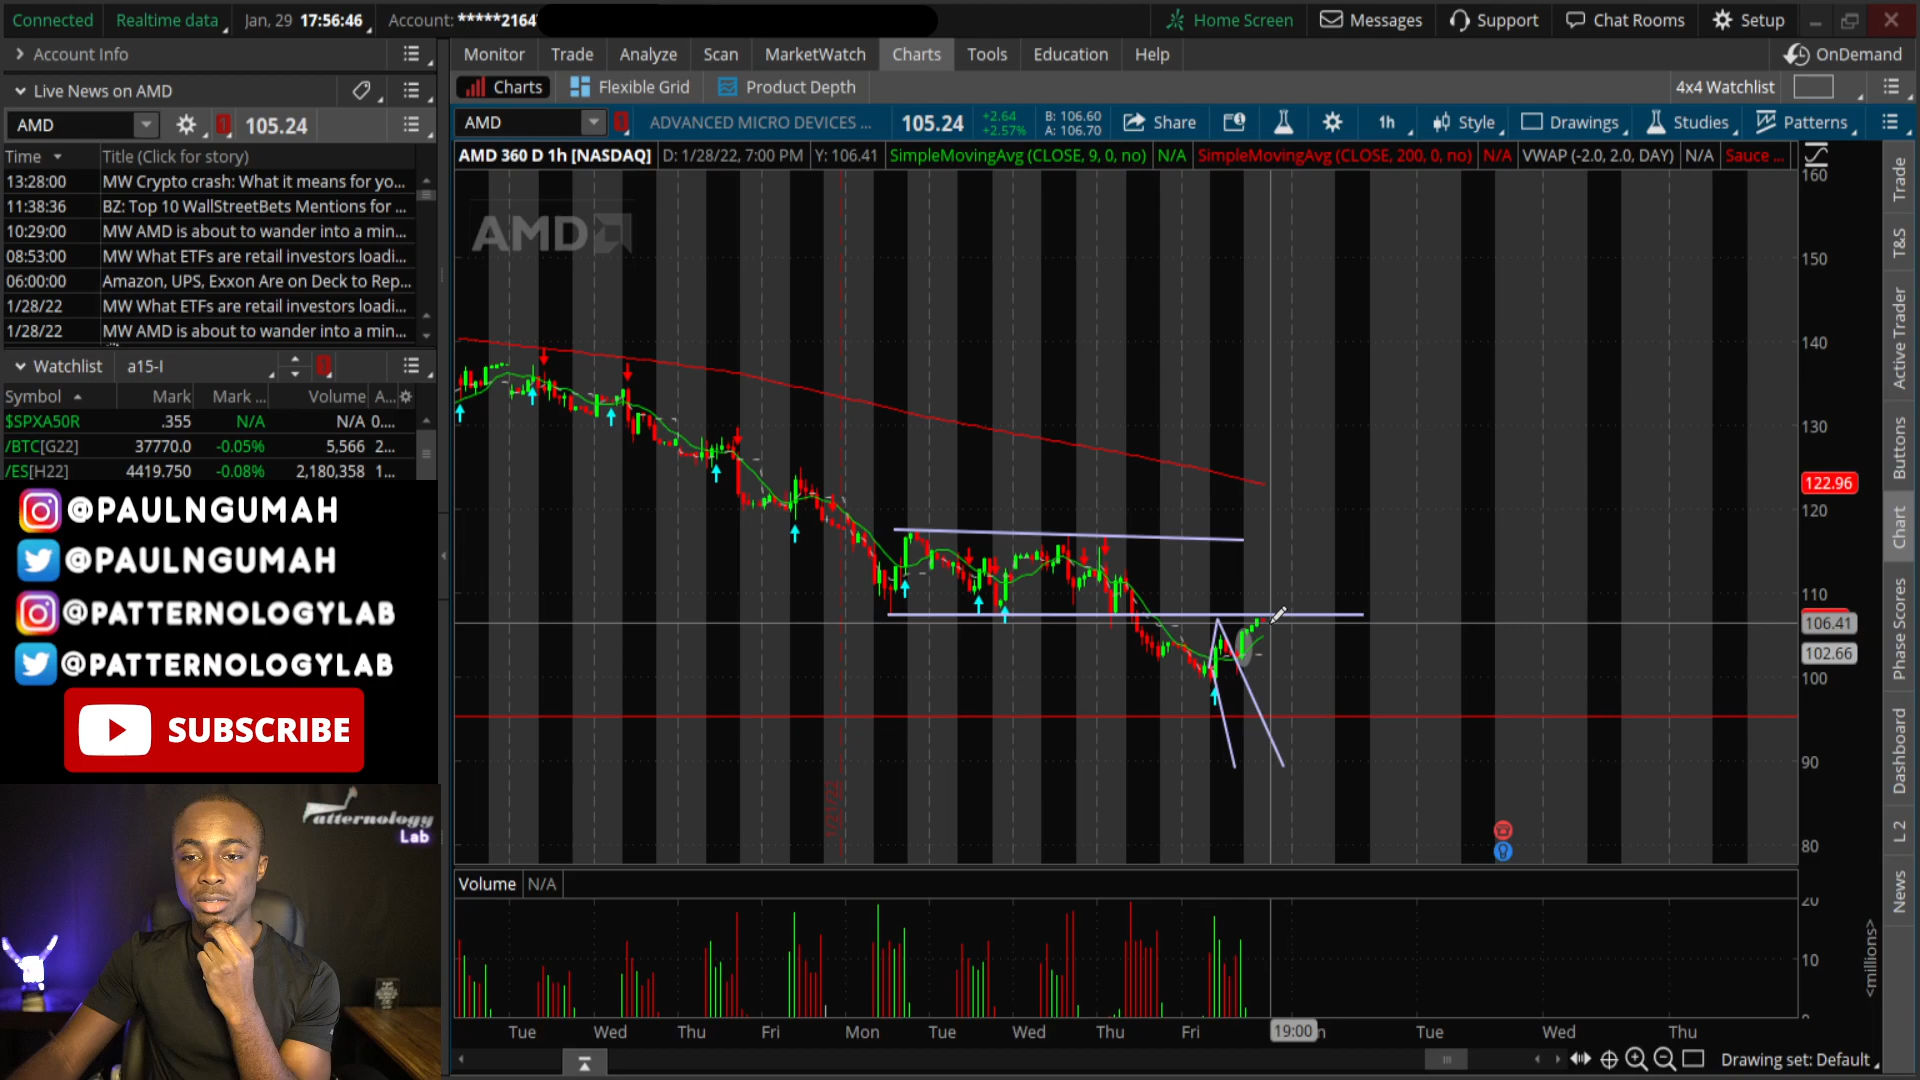 Connected Realtime data Jan, 29 17:56:46 Account: *****2164 Home Screen Messages Support Chat Rooms Setup
Account Info
Monitor Trade Analyze Scan MarketWatch Charts Tools Education Help OnDemand
Live News on AMD
Charts Flexible Grid Product Depth 4x4 Watchlist
AMD 105.24
AMD ADVANCED MICRO DEVICES ... 105.24 +2.64 +2.57% B: 106.60 A: 106.70 Share 1h Style Drawings Studies Patterns
Time Title (Click for story)
AMD 360 D 1h [NASDAQ] D: 1/28/22, 7:00 PM Y: 106.41 SimpleMovingAvg (CLOSE, 9, 0, no) N/A SimpleMovingAvg (CLOSE, 200, 0, no) N/A VWAP (-2.0, 2.0, DAY) N/A Sauce ...
13:28:00 MW Crypto crash: What it means for yo...
11:38:36 BZ: Top 10 WallStreetBets Mentions for ...
10:29:00 MW AMD is about to wander into a min...
08:53:00 MW What ETFs are retail investors loadi...
06:00:00 Amazon, UPS, Exxon Are on Deck to Rep...
1/28/22 MW What ETFs are retail investors loadi...
1/28/22 MW AMD is about to wander into a min...
Watchlist a15-I
Symbol Mark Mark ... Volume A...
$SPXA50R .355 N/A N/A 0....
/BTC[G22] 37770.0 -0.05% 5,566 2...
/ES[H22] 4419.750 -0.08% 2,180,358 1...
@PAULNGUMAH
@PAULNGUMAH
@PATTERNOLOGYLAB
@PATTERNOLOGYLAB
SUBSCRIBE
Patternology
Lab
AMD
160
150
140
130
122.96
120
110
106.41
102.66
100
90
80
Trade
T&S
Active Trader
Buttons
Chart
Phase Scores
Dashboard
L 2
News
Volume N/A
20
10
0
<millions>
Tue Wed Thu Fri Mon Tue Wed Thu Fri 19:00 Tue Wed Thu
Drawing set: Default